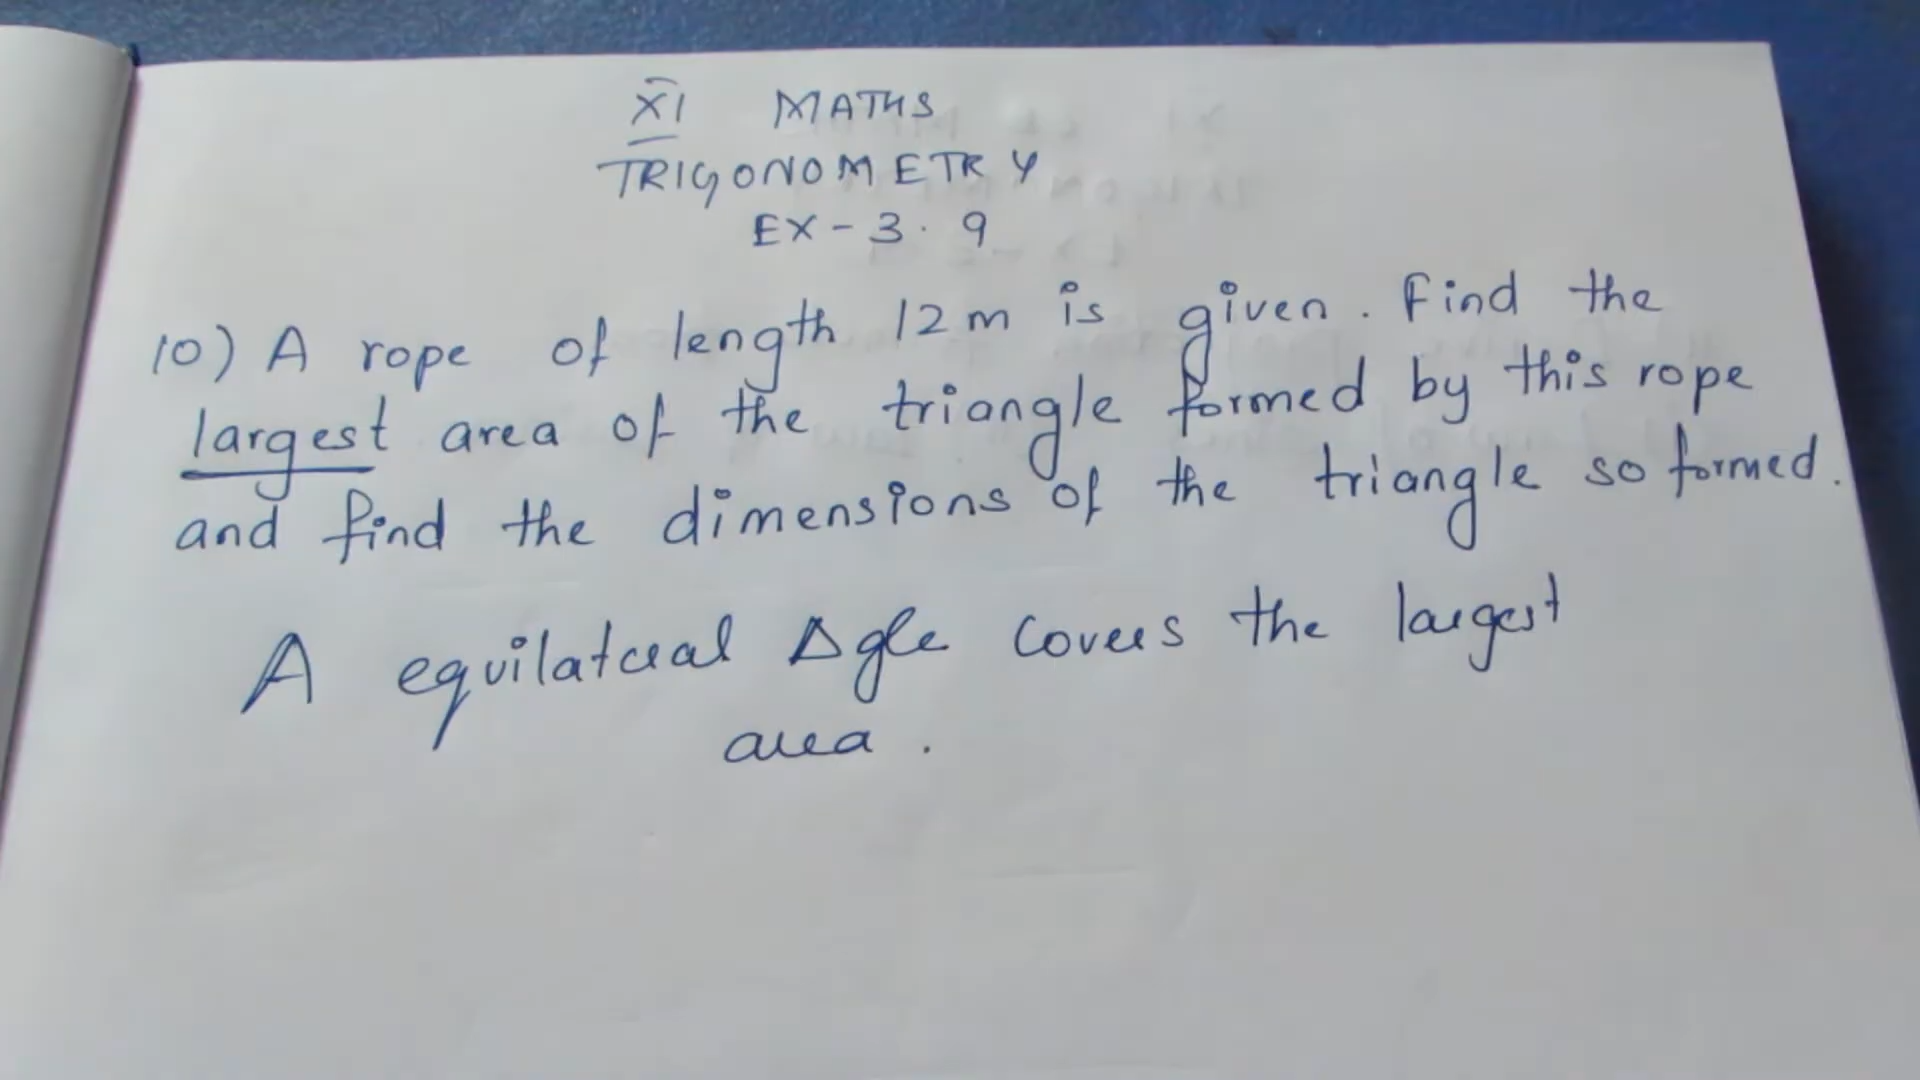 XI MATHS
TRIGONOMETRY
EX - 3.9
10) A rope of length 12m is given. Find the
largest area of the triangle formed by this rope
and find the dimensions of the triangle so formed.
A equilateral Δgle covers the largest
area.